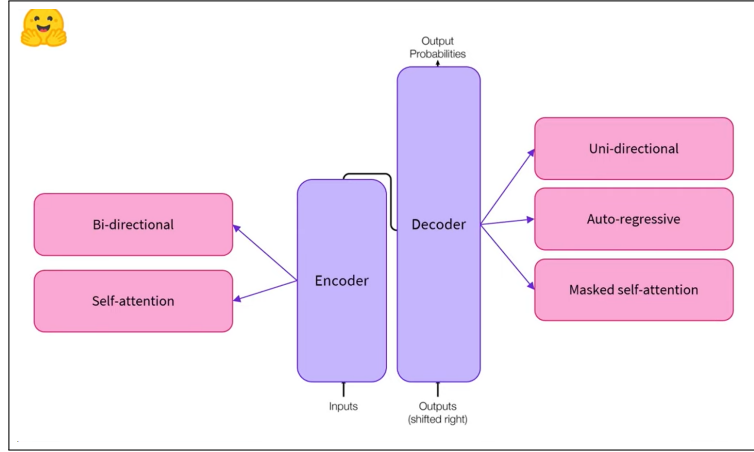 Output
Probabilities
Uni-directional
Bi-directional
Decoder
Auto-regressive
Encoder
Self-attention
Masked self-attention
Inputs
Outputs
(shifted right)